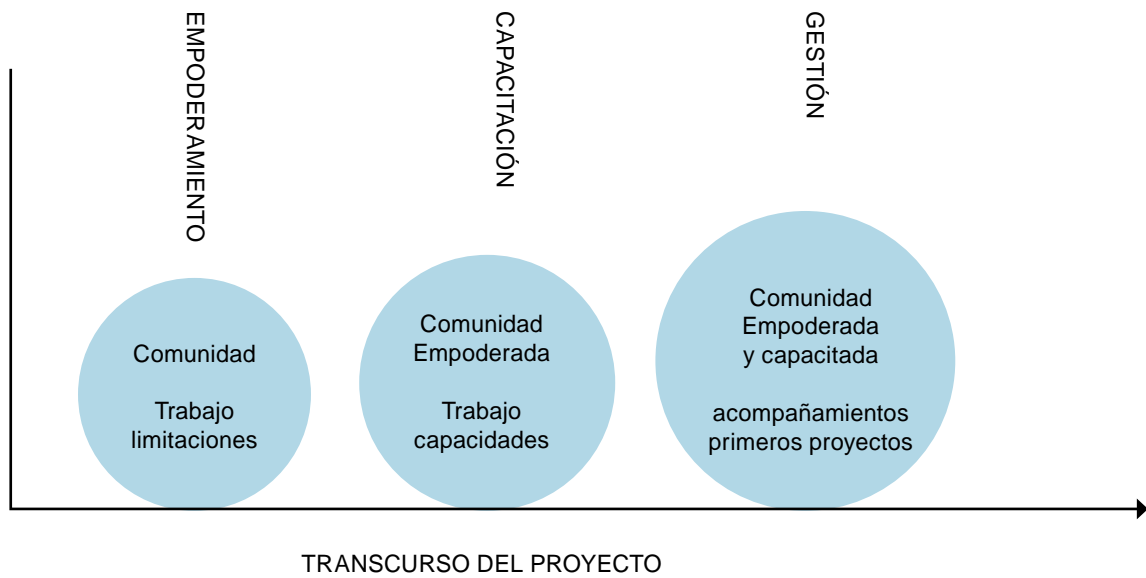 EMPODERAMIENTO
CAPACITACIÓN
GESTIÓN
Comunidad
Trabajo
limitaciones
Comunidad
Empoderada
Trabajo
capacidades
Comunidad
Empoderada
y capacitada
acompañamientos
primeros proyectos
TRANSCURSO DEL PROYECTO